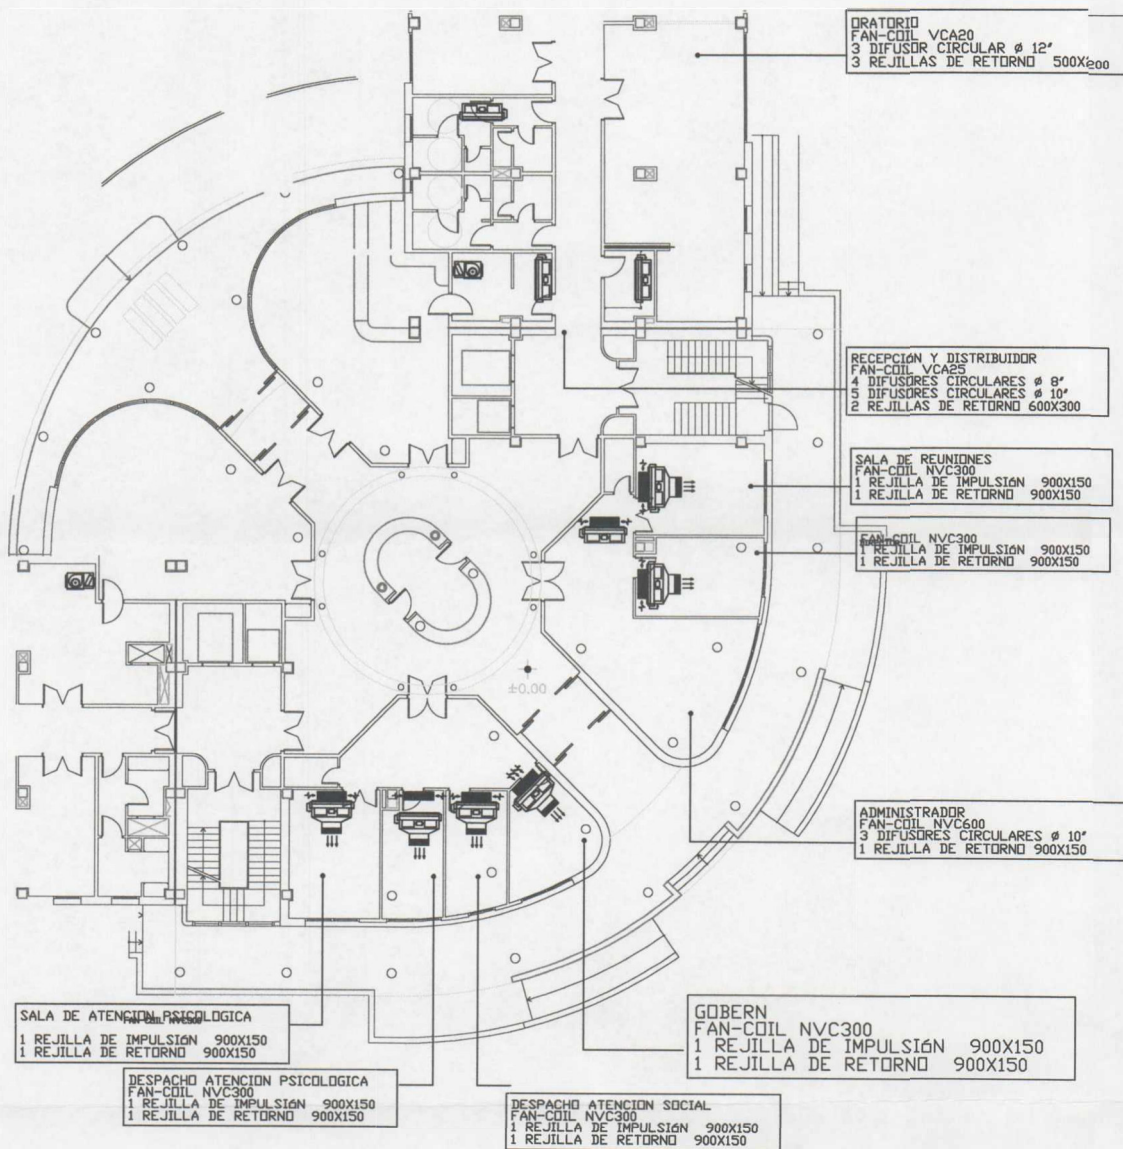 ORATORIO
FAN-COIL VCA20
3 DIFUSOR CIRCULAR Ø 12"
3 REJILLAS DE RETORNO 500X200
RECEPCIóN Y DISTRIBUIDOR
FAN-COIL VCA25
4 DIFUSORES CIRCULARES Ø 8"
5 DIFUSORES CIRCULARES Ø 10"
2 REJILLAS DE RETORNO 600X300
SALA DE REUNIONES
FAN-COIL NVC300
1 REJILLA DE IMPULSIóN 900X150
1 REJILLA DE RETORNO 900X150
FAN-COIL NVC300
1 REJILLA DE IMPULSIóN 900X150
1 REJILLA DE RETORNO 900X150
±0.00
ADMINISTRADOR
FAN-COIL NVC600
3 DIFUSORES CIRCULARES Ø 10"
1 REJILLA DE RETORNO 900X150
SALA DE ATENCION PSICOLOGICA
FAN-COIL NVC300
1 REJILLA DE IMPULSIóN 900X150
1 REJILLA DE RETORNO 900X150
GOBERN
FAN-COIL NVC300
1 REJILLA DE IMPULSIóN 900X150
1 REJILLA DE RETORNO 900X150
DESPACHO ATENCION PSICOLOGICA
FAN-COIL NVC300
1 REJILLA DE IMPULSIóN 900X150
1 REJILLA DE RETORNO 900X150
DESPACHO ATENCION SOCIAL
FAN-COIL NVC300
1 REJILLA DE IMPULSIóN 900X150
1 REJILLA DE RETORNO 900X150